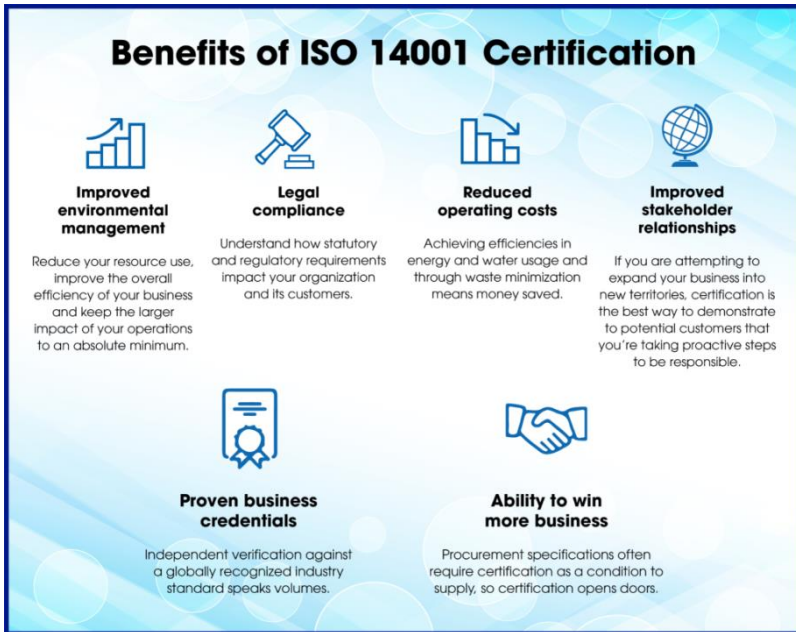 Benefits of ISO 14001 Certification
Improved
environmental
management
Reduce your resource use,
improve the overall
efficiency of your business
and keep the larger
impact of your operations
to an absolute minimum.
Legal
compliance
Understand how statutory
and regulatory requirements
impact your organization
and its customers.
Reduced
operating costs
Achieving efficiencies in
energy and water usage and
through waste minimization
means money saved.
Improved
stakeholder
relationships
If you are attempting to
expand your business into
new territories, certification is
the best way to demonstrate
to potential customers that
you're taking proactive steps
to be responsible.
Proven business
credentials
Independent verification against
a globally recognized industry
standard speaks volumes.
Ability to win
more business
Procurement specifications often
require certification as a condition to
supply, so certification opens doors.